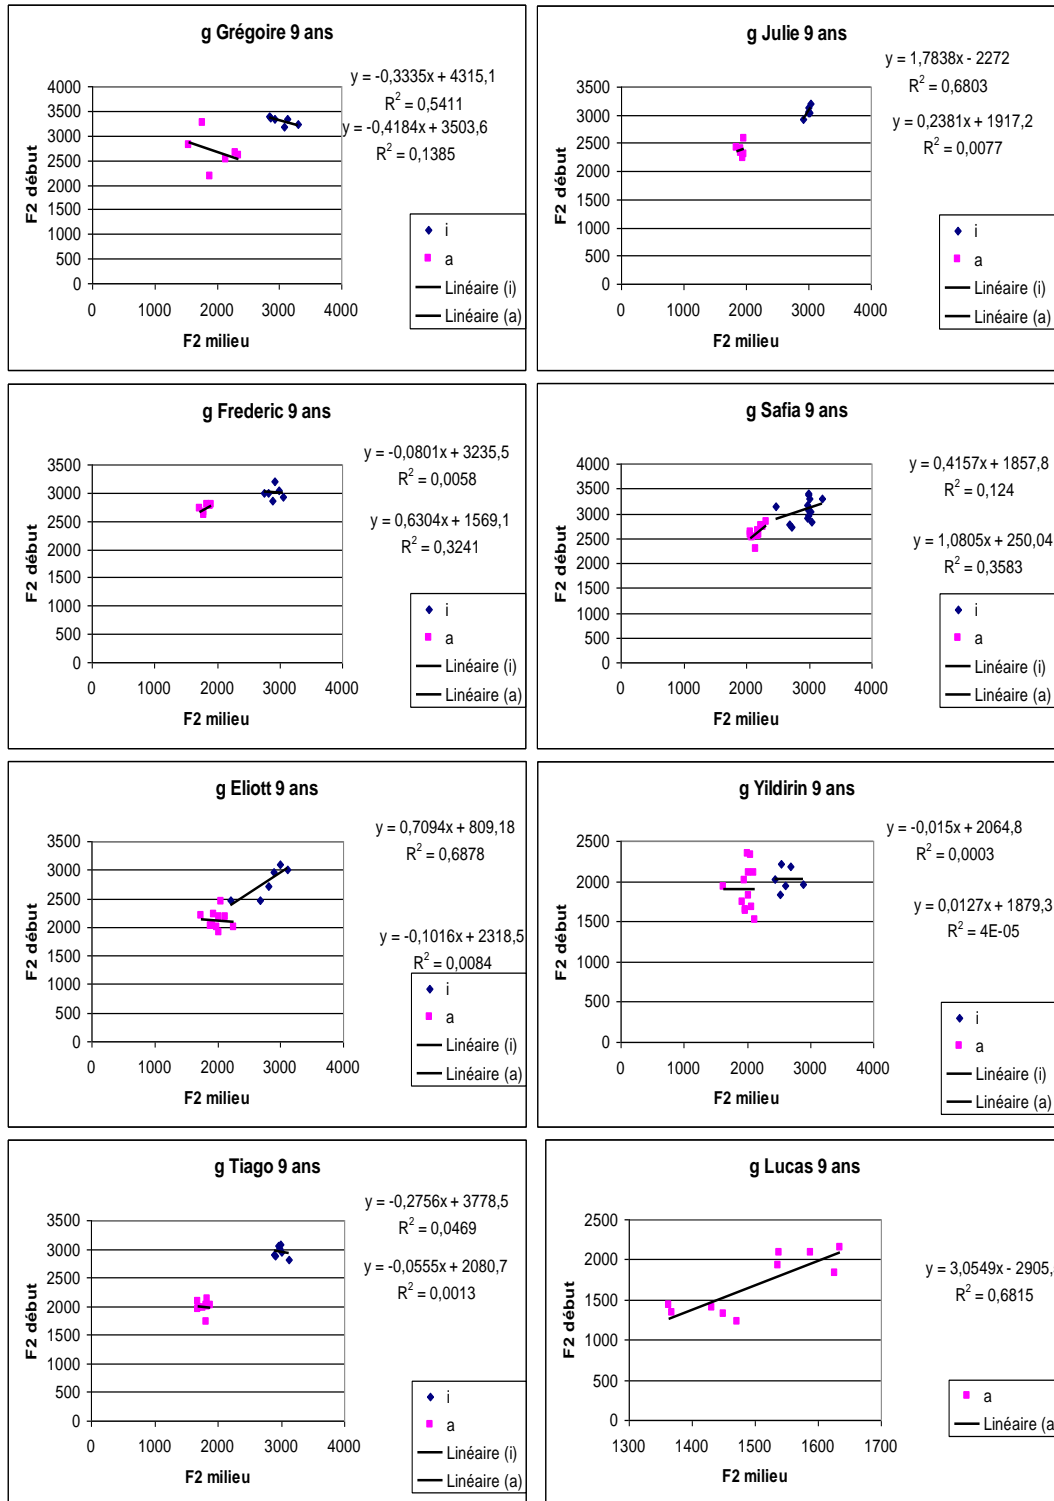 g Grégoire 9 ans
y = -0,3335x + 4315,1
R² = 0,5411
y = -0,4184x + 3503,6
R² = 0,1385
F2 début
4000
3500
3000
2500
2000
1500
1000
500
0
0 1000 2000 3000 4000
F2 milieu
i
a
Linéaire (i)
Linéaire (a)
g Julie 9 ans
y = 1,7838x - 2272
R² = 0,6803
y = 0,2381x + 1917,2
R² = 0,0077
F2 début
3500
3000
2500
2000
1500
1000
500
0
0 1000 2000 3000 4000
F2 milieu
i
a
Linéaire (i)
Linéaire (a)
g Frederic 9 ans
y = -0,0801x + 3235,5
R² = 0,0058
y = 0,6304x + 1569,1
R² = 0,3241
F2 début
3500
3000
2500
2000
1500
1000
500
0
0 1000 2000 3000 4000
F2 milieu
i
a
Linéaire (i)
Linéaire (a)
g Safia 9 ans
y = 0,4157x + 1857,8
R² = 0,124
y = 1,0805x + 250,04
R² = 0,3583
F2 début
4000
3500
3000
2500
2000
1500
1000
500
0
0 1000 2000 3000 4000
F2 milieu
i
a
Linéaire (i)
Linéaire (a)
g Eliott 9 ans
y = 0,7094x + 809,18
R² = 0,6878
y = -0,1016x + 2318,5
R² = 0,0084
F2 début
3500
3000
2500
2000
1500
1000
500
0
0 1000 2000 3000 4000
F2 milieu
i
a
Linéaire (i)
Linéaire (a)
g Yildirin 9 ans
y = -0,015x + 2064,8
R² = 0,0003
y = 0,0127x + 1879,3
R² = 4E-05
F2 début
2500
2000
1500
1000
500
0
0 1000 2000 3000 4000
F2 milieu
i
a
Linéaire (i)
Linéaire (a)
g Tiago 9 ans
y = -0,2756x + 3778,5
R² = 0,0469
y = -0,0555x + 2080,7
R² = 0,0013
F2 début
3500
3000
2500
2000
1500
1000
500
0
0 1000 2000 3000 4000
F2 milieu
i
a
Linéaire (i)
Linéaire (a)
g Lucas 9 ans
y = 3,0549x - 2905,
R² = 0,6815
F2 début
2500
2000
1500
1000
500
0
1300 1400 1500 1600 1700
F2 milieu
a
Linéaire (a